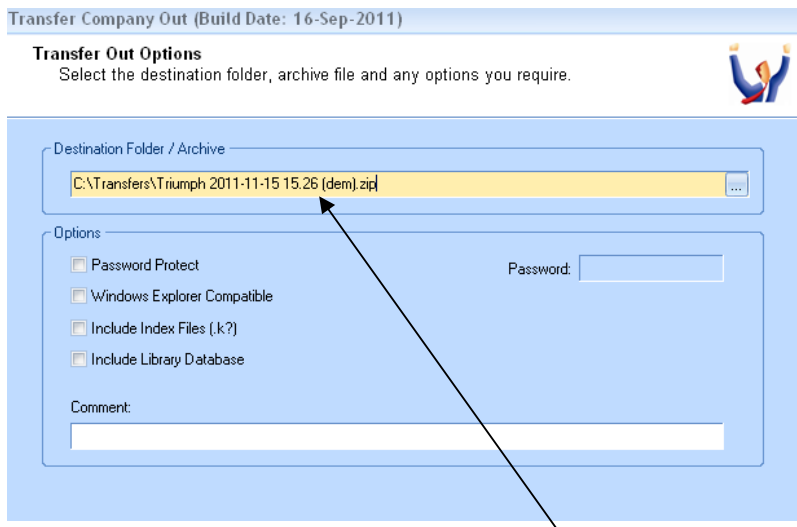 Transfer Company Out (Build Date: 16-Sep-2011)
Transfer Out Options
Select the destination folder, archive file and any options you require.
Destination Folder / Archive
C:\Transfers\Triumph 2011-11-15 15.26 (dem).zip
...
Options
Password Protect
Password:
Windows Explorer Compatible
Include Index Files (.k?)
Include Library Database
Comment: